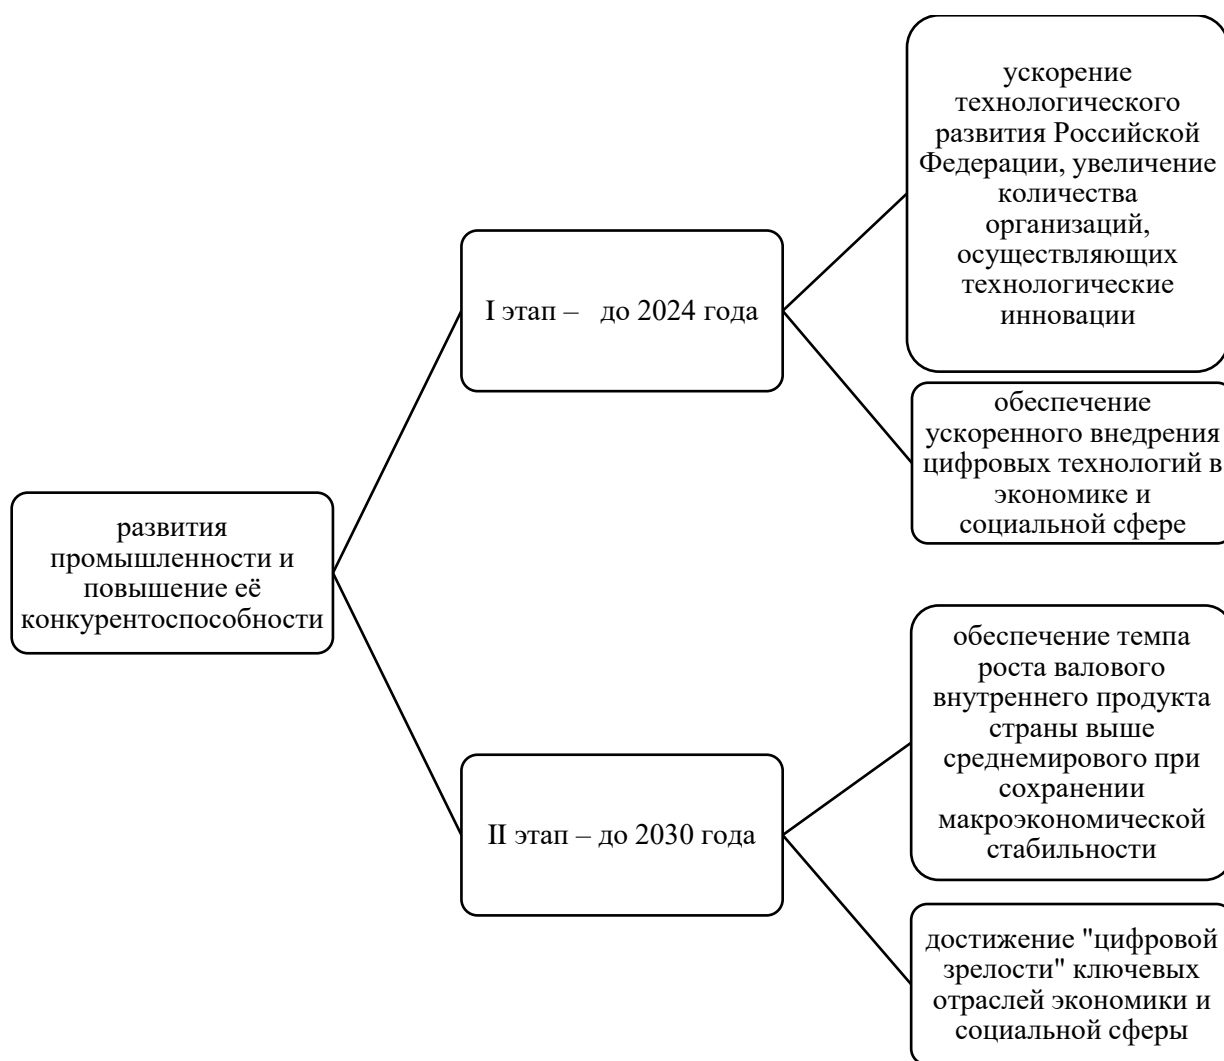 развития
промышленности и
повышение её
конкурентоспособности
I этап – до 2024 года
ускорение
технологического
развития Российской
Федерации, увеличение
количества
организаций,
осуществляющих
технологические
инновации
обеспечение
ускоренного внедрения
цифровых технологий в
экономике и
социальной сфере
II этап – до 2030 года
обеспечение темпа
роста валового
внутреннего продукта
страны выше
среднемирового при
сохранении
макроэкономической
стабильности
достижение "цифровой
зрелости" ключевых
отраслей экономики и
социальной сферы